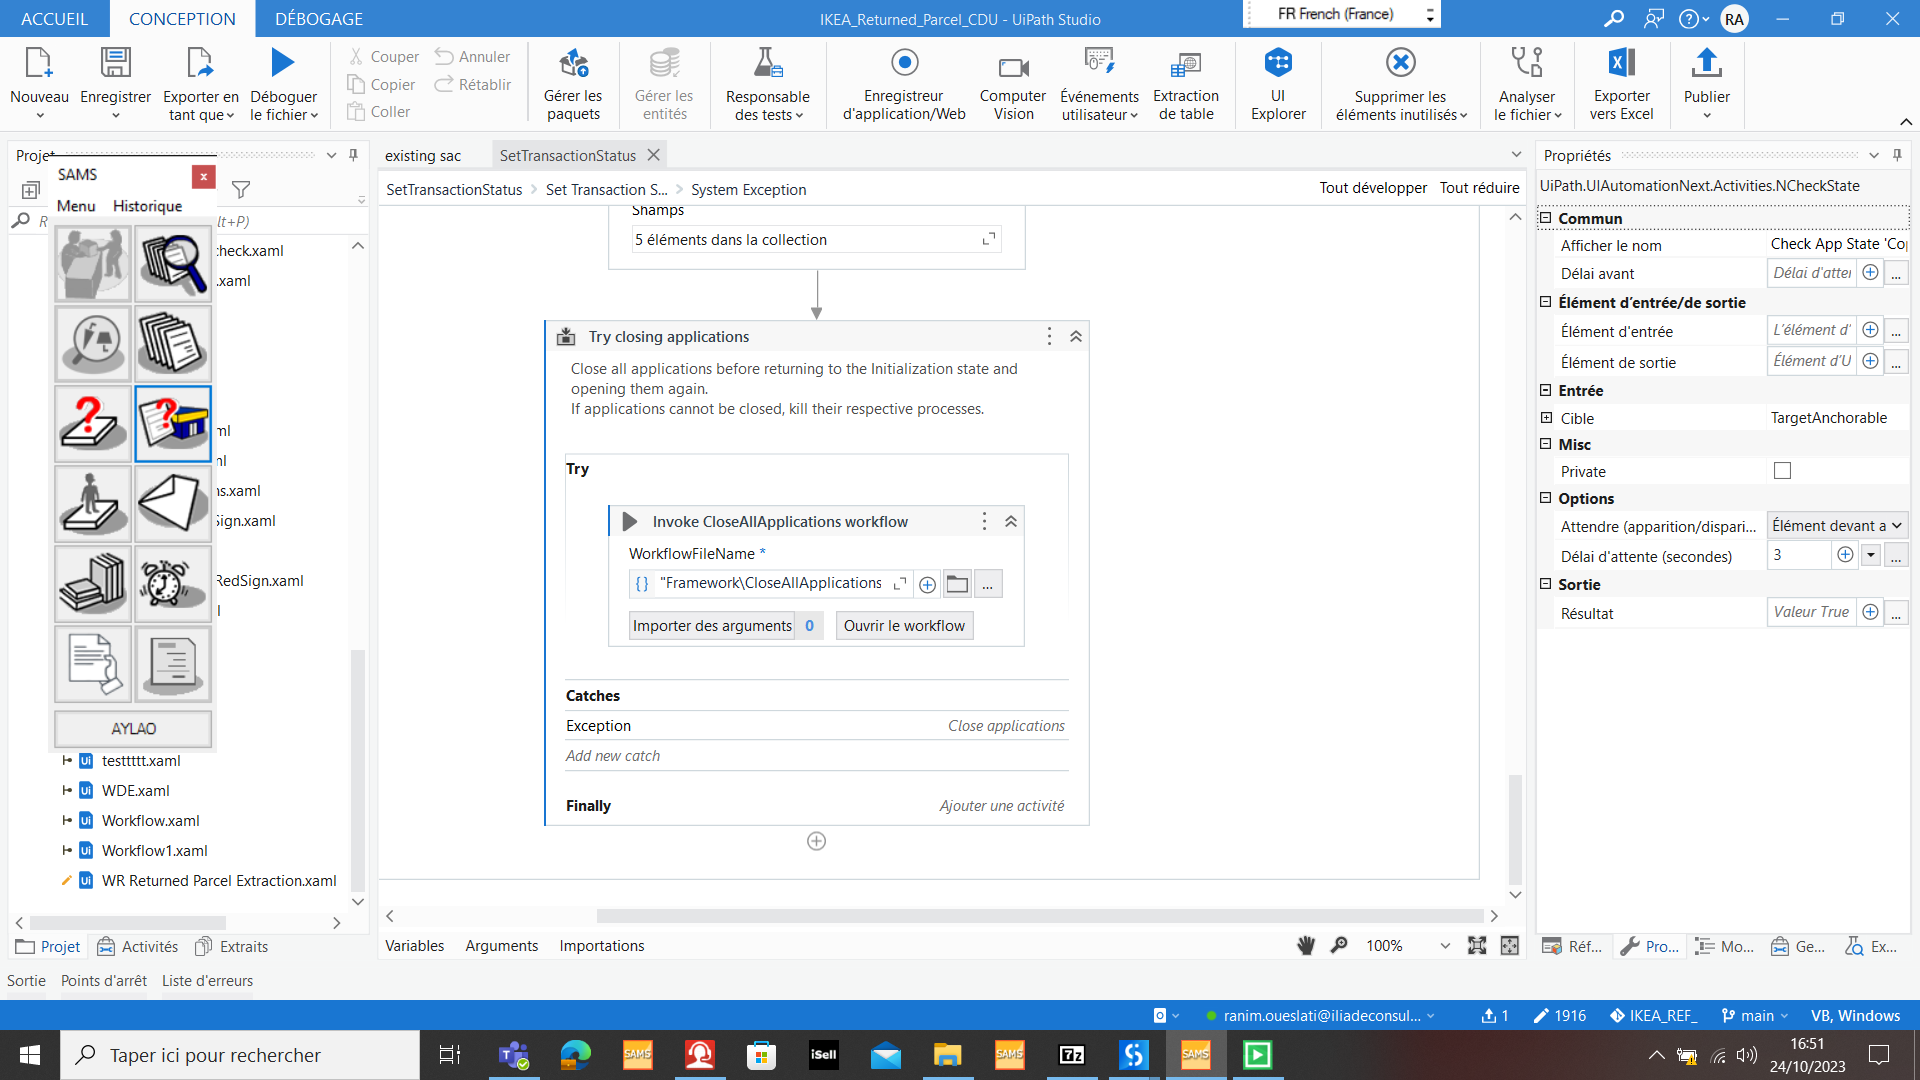 ACCUEIL
CONCEPTION
DÉBOGAGE
IKEA_Returned_Parcel_CDU - UiPath Studio
FR French (France)
RA
Nouveau
Enregistrer
Exporter en
tant que
Déboguer
le fichier
Couper
Copier
Coller
Annuler
Rétablir
Gérer les
paquets
Gérer les
entités
Responsable
des tests
Enregistreur
d'application/Web
Computer
Vision
Événements
utilisateur
Extraction
de table
UI
Explorer
Supprimer les
éléments inutilisés
Analyser
le fichier
Exporter
vers Excel
Publier
Projet
SAMS
x
Menu
Historique
R
lt+P)
heck.xaml
.xaml
ml
ns.xaml
Sign.xaml
RedSign.xaml
AYLAO
testtttt.xaml
WDE.xaml
Workflow.xaml
Workflow1.xaml
WR Returned Parcel Extraction.xaml
Projet
Activités
Extraits
existing sac
SetTransactionStatus
SetTransactionStatus > Set Transaction S... > System Exception
Tout développer
Tout réduire
Shamps
5 éléments dans la collection
Try closing applications
Close all applications before returning to the Initialization state and
opening them again.
If applications cannot be closed, kill their respective processes.
Try
Invoke CloseAllApplications workflow
WorkflowFileName *
{} "Framework\CloseAllApplications
...
Importer des arguments 0
Ouvrir le workflow
Catches
Exception
Close applications
Add new catch
Finally
Ajouter une activité
Variables
Arguments
Importations
100%
Propriétés
UiPath.UIAutomationNext.Activities.NCheckState
Commun
Afficher le nom
Check App State 'Co
Délai avant
Délai d'atte
...
Élément d'entrée/de sortie
Élément d'entrée
L'élément d'
...
Élément de sortie
Élément d'U
...
Entrée
Cible
TargetAnchorable
Misc
Private
Options
Attendre (apparition/dispari...
Élément devant a
Délai d'attente (secondes)
3
...
Sortie
Résultat
Valeur True
...
Réf...
Pro...
Mo...
Ge...
Ex...
Sortie
Points d'arrêt
Liste d'erreurs
ranim.oueslati@iliadeconsul...
1
1916
IKEA_REF_
main
VB, Windows
Taper ici pour rechercher
SAMS
iSell
SAMS
7z
SAMS
16:51
24/10/2023